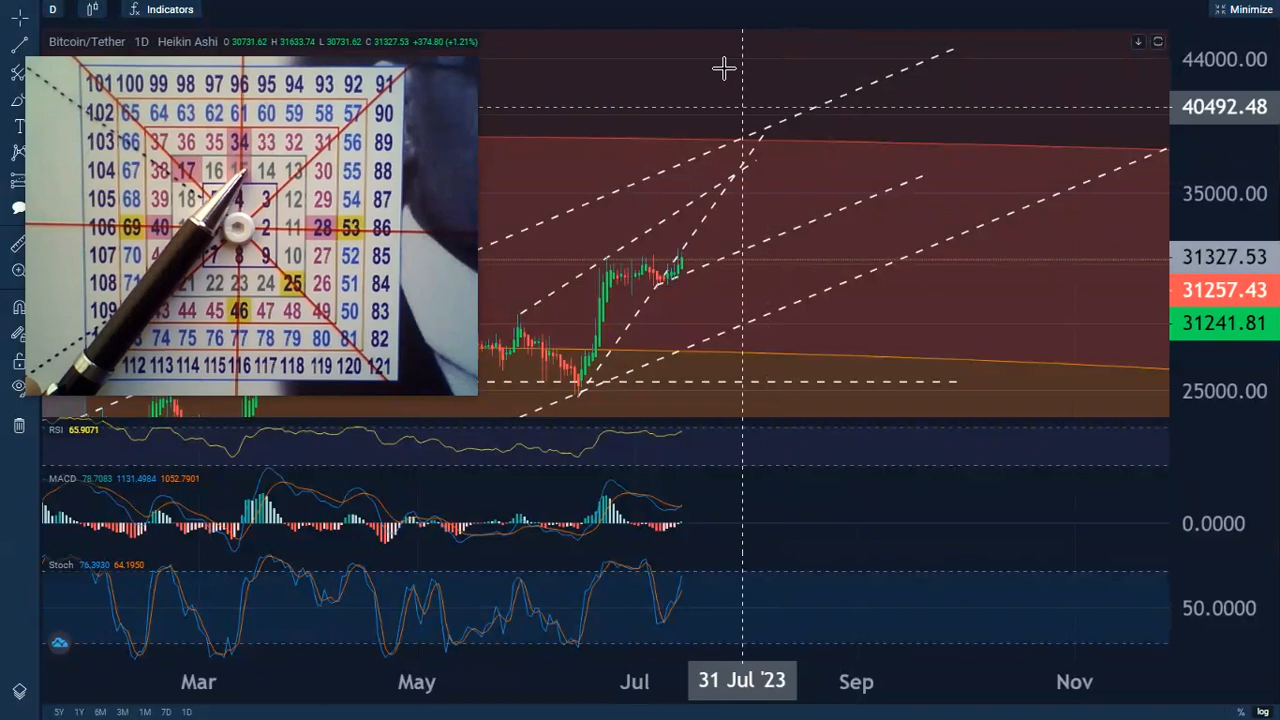 D Indicators Minimize
Bitcoin/Tether 1D Heikin Ashi O 30731.62 H 31633.74 L 30731.62 C 31327.53 +374.80 (+1.21%)
101 100 99 98 97 96 95 94 93 92 91
102 65 64 63 62 61 60 59 58 57 90
103 66 37 36 35 34 33 32 31 56 89
104 67 38 17 16 15 14 13 30 55 88
105 68 39 18 4 3 12 29 54 87
106 69 40 2 11 28 53 86
107 70 7 8 9 10 27 52 85
108 22 23 24 25 26 51 84
109 44 45 46 47 48 49 50 83
74 75 76 77 78 79 80 81 82
112 113 114 115 116 117 118 119 120 121
44000.00
40492.48
35000.00
31327.53
31257.43
31241.81
25000.00
RSI 65.9071
MACD 78.7083 1131.4984 1052.7901
0.0000
Stoch 76.3930 64.1950
50.0000
Mar May Jul 31 Jul '23 Sep Nov
5Y 1Y 6M 3M 1M 7D 1D % log